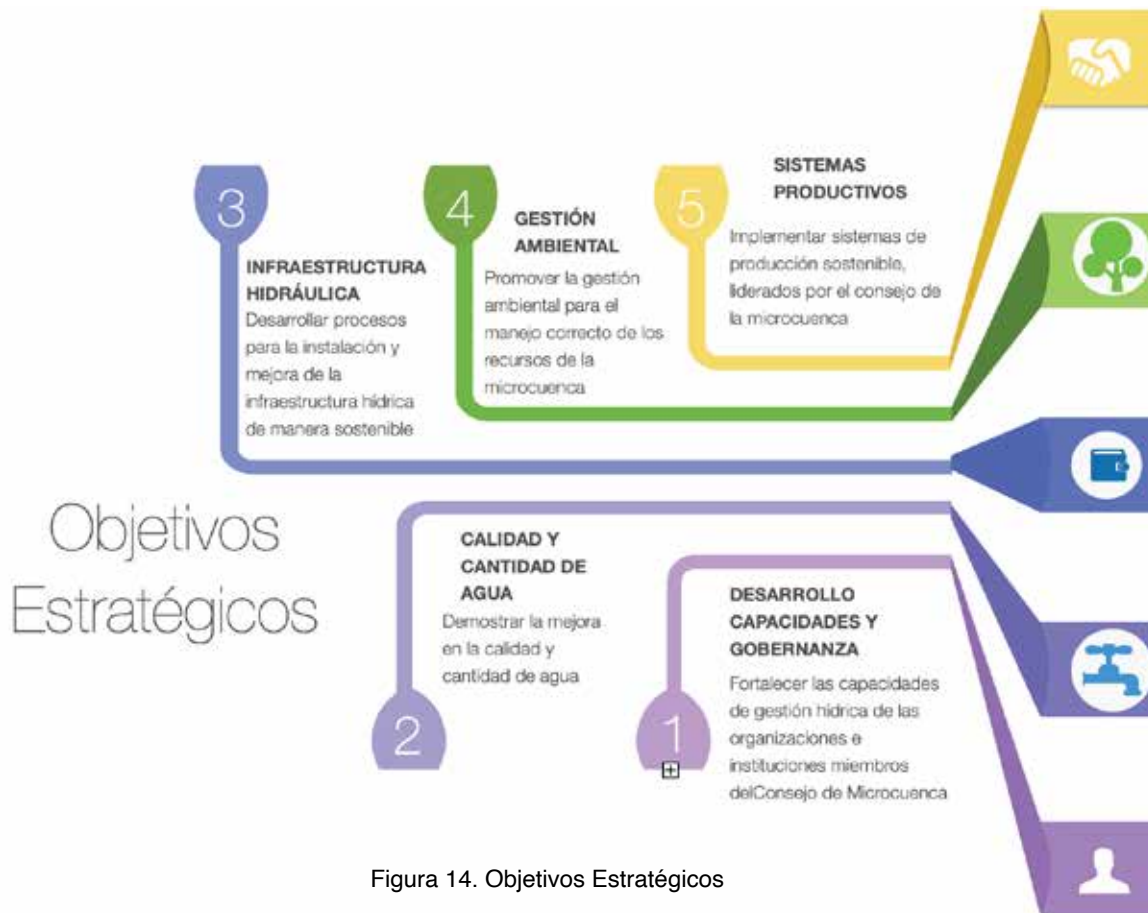 3
INFRAESTRUCTURA
HIDRÁULICA
Desarrollar procesos
para la instalación y
mejora de la
infraestructura hídrica
de manera sostenible
4
GESTIÓN
AMBIENTAL
Promover la gestión
ambiental para el
manejo correcto de los
recursos de la
microcuenca
5
SISTEMAS
PRODUCTIVOS
Implementar sistemas de
producción sostenible,
liderados por el consejo de
la microcuenca
Objetivos
Estratégicos
2
CALIDAD Y
CANTIDAD DE
AGUA
Demostrar la mejora
en la calidad y
cantidad de agua
1
DESARROLLO
CAPACIDADES Y
GOBERNANZA
Fortalecer las capacidades
de gestión hídrica de las
organizaciones e
instituciones miembros
delConsejo de Microcuenca
Figura 14. Objetivos Estratégicos